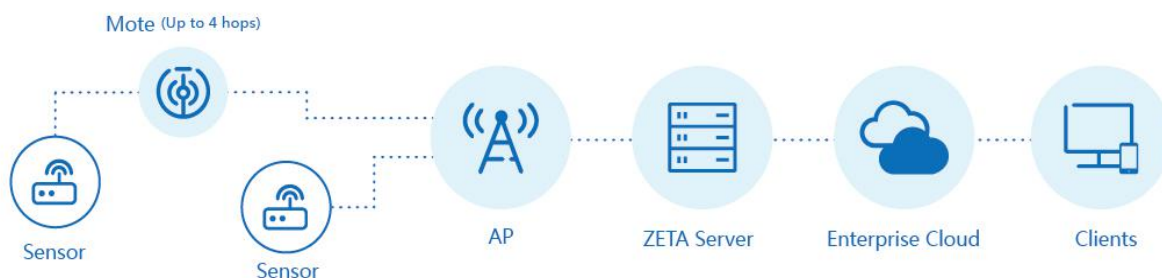 Mote (Up to 4 hops)
Sensor
Sensor
AP
ZETA Server
Enterprise Cloud
Clients